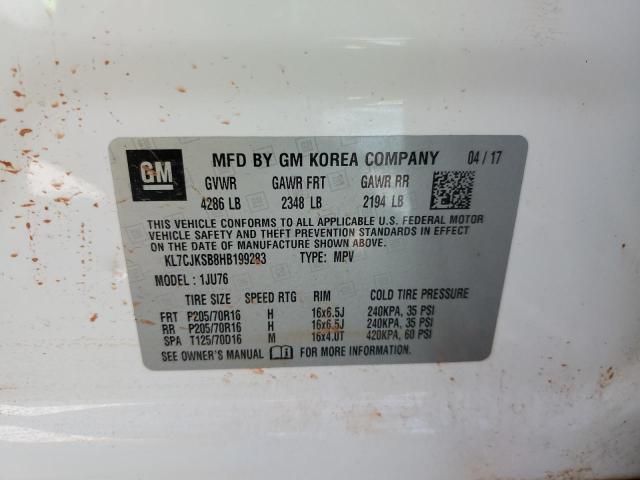 GM MFD BY GM KOREA COMPANY 04 / 17
GVWR GAWR FRT GAWR RR
4286 LB 2348 LB 2194 LB
THIS VEHICLE CONFORMS TO ALL APPLICABLE U.S. FEDERAL MOTOR
VEHICLE SAFETY AND THEFT PREVENTION STANDARDS IN EFFECT ON
THE DATE OF MANUFACTURE SHOWN ABOVE.
KL7CJKSB8HB199283 TYPE: MPV
MODEL: 1JU76
TIRE SIZE SPEED RTG RIM COLD TIRE PRESSURE
FRT P205/70R16 H 16x6.5J 240KPA, 35 PSI
RR P205/70R16 H 16x6.5J 240KPA, 35 PSI
SPA T125/70D16 M 16x4.0T 420KPA, 60 PSI
SEE OWNER'S MANUAL FOR MORE INFORMATION.